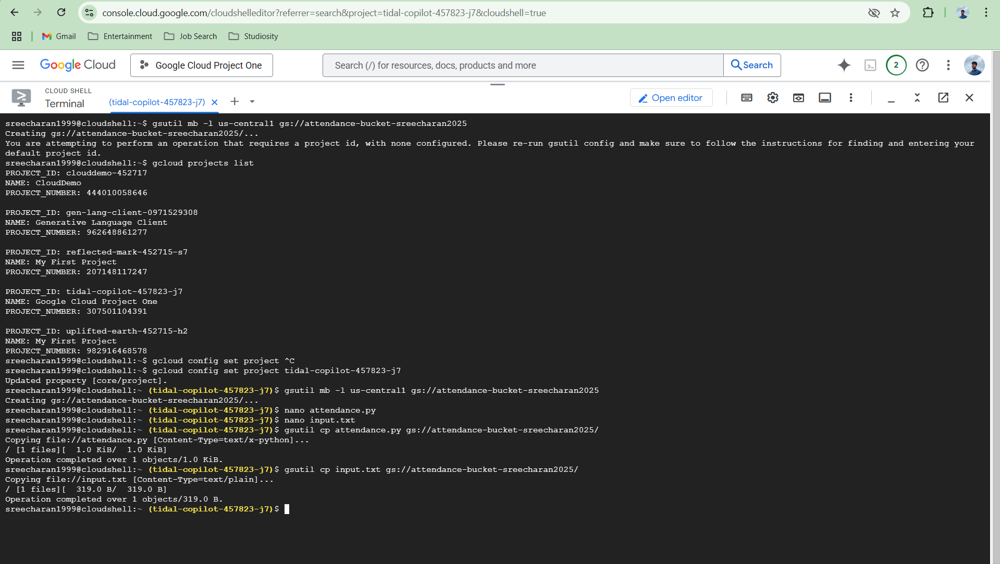 console.cloud.google.com/cloudshelleditor?referrer=search&project=tidal-copilot-457823-j7&cloudshell=true
Gmail Entertainment Job Search Studiosity
Google Cloud Google Cloud Project One Search (/) for resources, docs, products and more Search 2
CLOUD SHELL
Terminal (tidal-copilot-457823-j7) Open editor
sreecharan1999@cloudshell:~$ gsutil mb -l us-central1 gs://attendance-bucket-sreecharan2025
Creating gs://attendance-bucket-sreecharan2025/...
You are attempting to perform an operation that requires a project id, with none configured. Please re-run gsutil config and make sure to follow the instructions for finding and entering your
default project id.
sreecharan1999@cloudshell:~$ gcloud projects list
PROJECT_ID: clouddemo-452717
NAME: CloudDemo
PROJECT_NUMBER: 444010058646
PROJECT_ID: gen-lang-client-0971529308
NAME: Generative Language Client
PROJECT_NUMBER: 962648861277
PROJECT_ID: reflected-mark-452715-s7
NAME: My First Project
PROJECT_NUMBER: 207148117247
PROJECT_ID: tidal-copilot-457823-j7
NAME: Google Cloud Project One
PROJECT_NUMBER: 307501104391
PROJECT_ID: uplifted-earth-452715-h2
NAME: My First Project
PROJECT_NUMBER: 982916468578
sreecharan1999@cloudshell:~$ gcloud config set project ^C
sreecharan1999@cloudshell:~$ gcloud config set project tidal-copilot-457823-j7
Updated property [core/project].
sreecharan1999@cloudshell:~ (tidal-copilot-457823-j7)$ gsutil mb -l us-central1 gs://attendance-bucket-sreecharan2025
Creating gs://attendance-bucket-sreecharan2025/...
sreecharan1999@cloudshell:~ (tidal-copilot-457823-j7)$ nano attendance.py
sreecharan1999@cloudshell:~ (tidal-copilot-457823-j7)$ nano input.txt
sreecharan1999@cloudshell:~ (tidal-copilot-457823-j7)$ gsutil cp attendance.py gs://attendance-bucket-sreecharan2025/
Copying file://attendance.py [Content-Type=text/x-python]...
/ [1 files][  1.0 KiB/  1.0 KiB]
Operation completed over 1 objects/1.0 KiB.
sreecharan1999@cloudshell:~ (tidal-copilot-457823-j7)$ gsutil cp input.txt gs://attendance-bucket-sreecharan2025/
Copying file://input.txt [Content-Type=text/plain]...
/ [1 files][  319.0 B/  319.0 B]
Operation completed over 1 objects/319.0 B.
sreecharan1999@cloudshell:~ (tidal-copilot-457823-j7)$